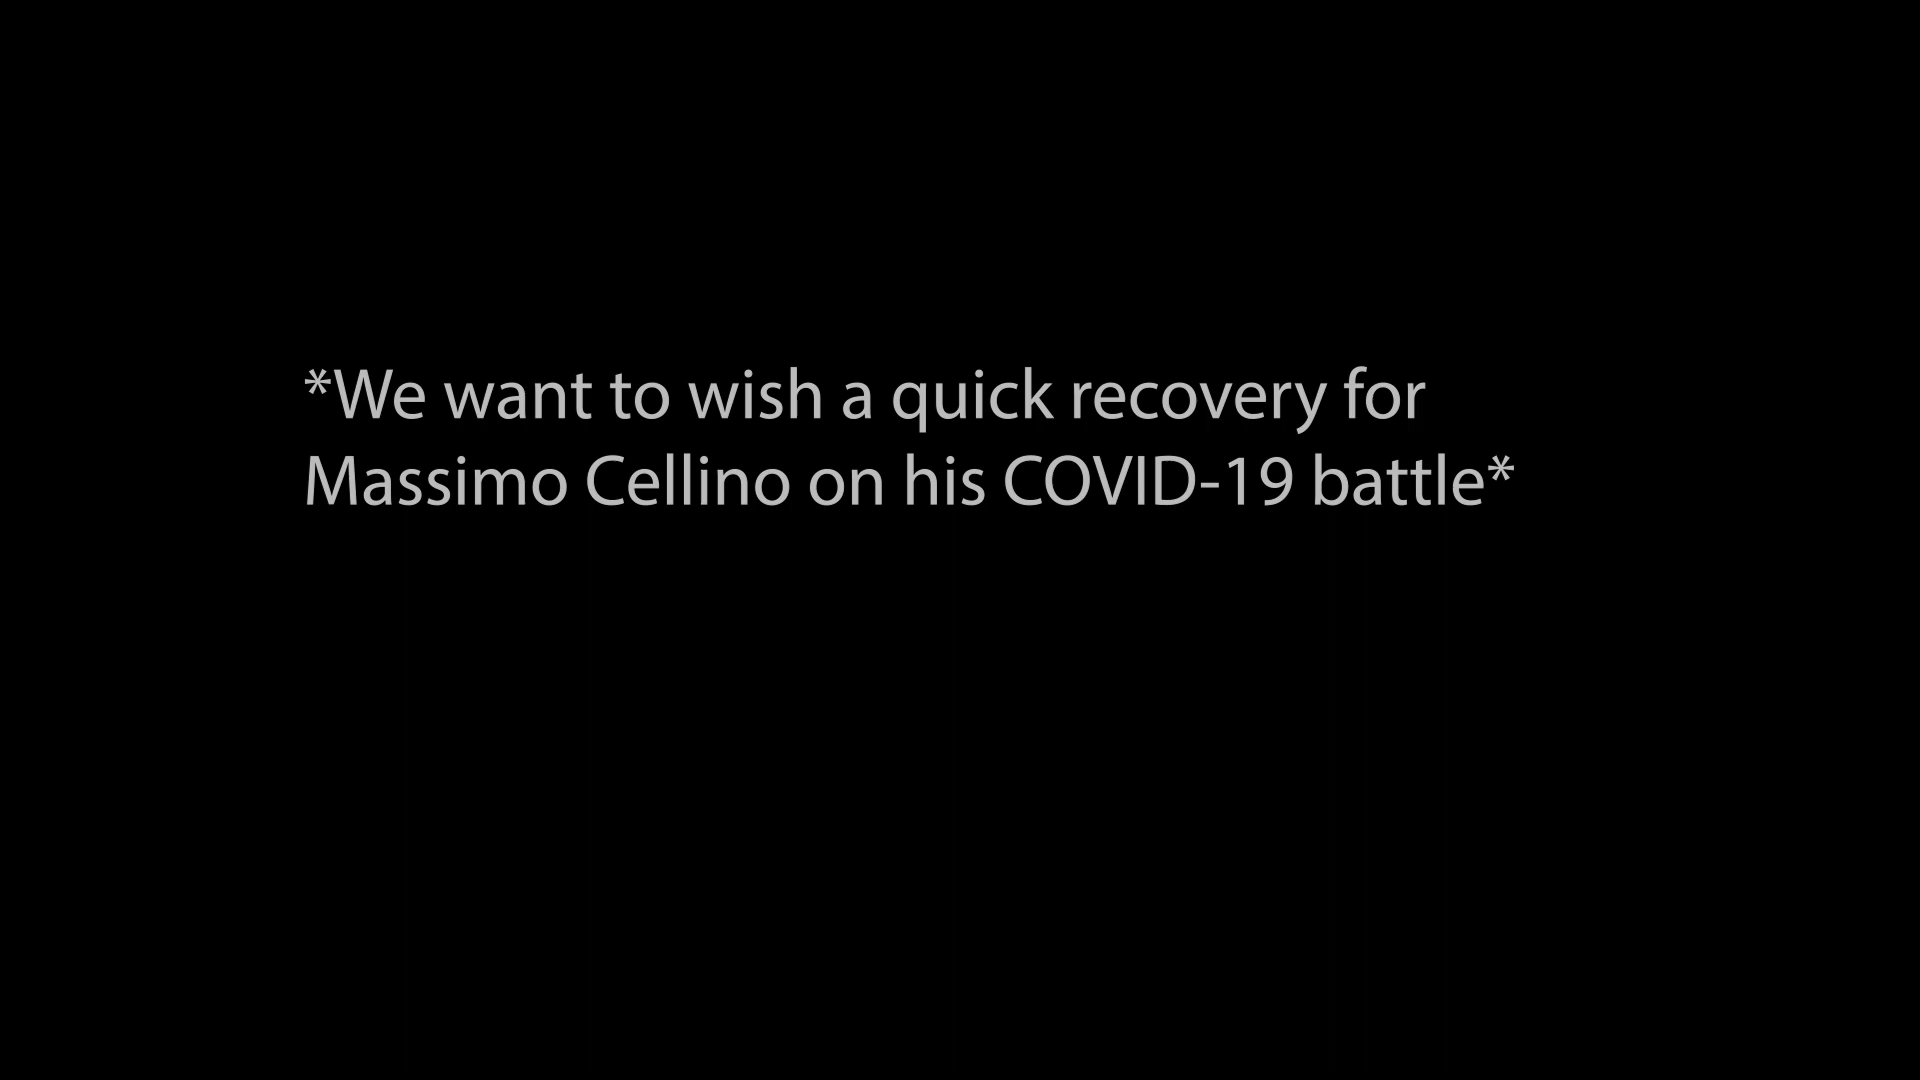 *We want to wish a quick recovery for
Massimo Cellino on his COVID-19 battle*